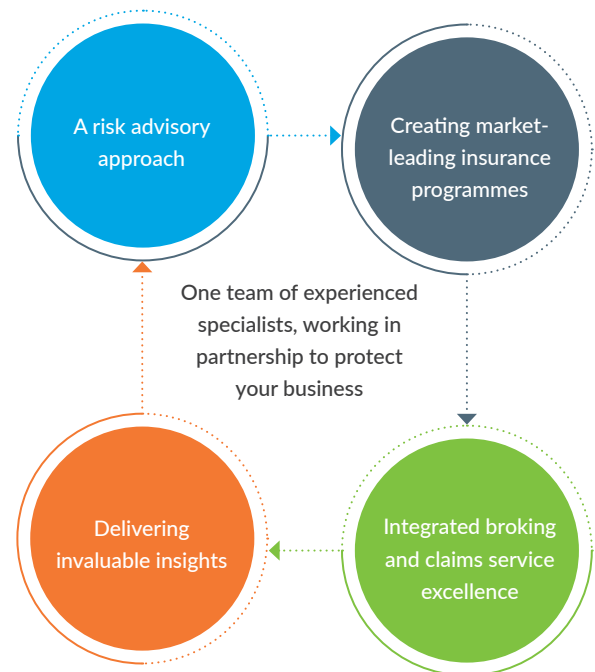 A risk advisory
approach
Creating market-
leading insurance
programmes
One team of experienced
specialists, working in
partnership to protect
your business
Delivering
invaluable insights
Integrated broking
and claims service
excellence